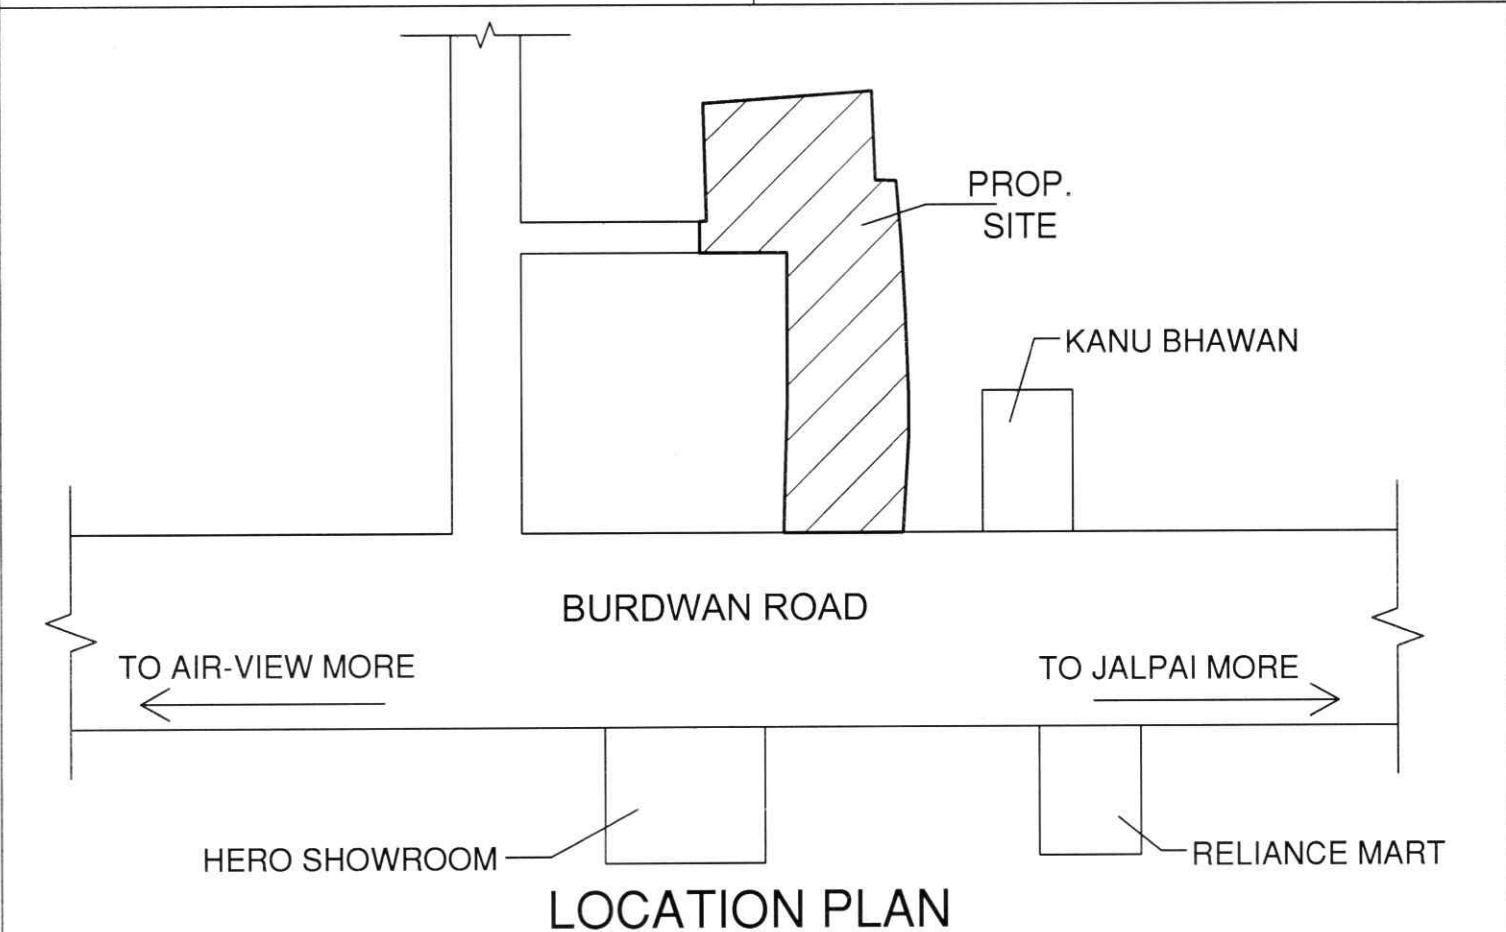 PROP.
SITE
KANU BHAWAN
BURDWAN ROAD
TO AIR-VIEW MORE
TO JALPAI MORE
HERO SHOWROOM
RELIANCE MART
LOCATION PLAN